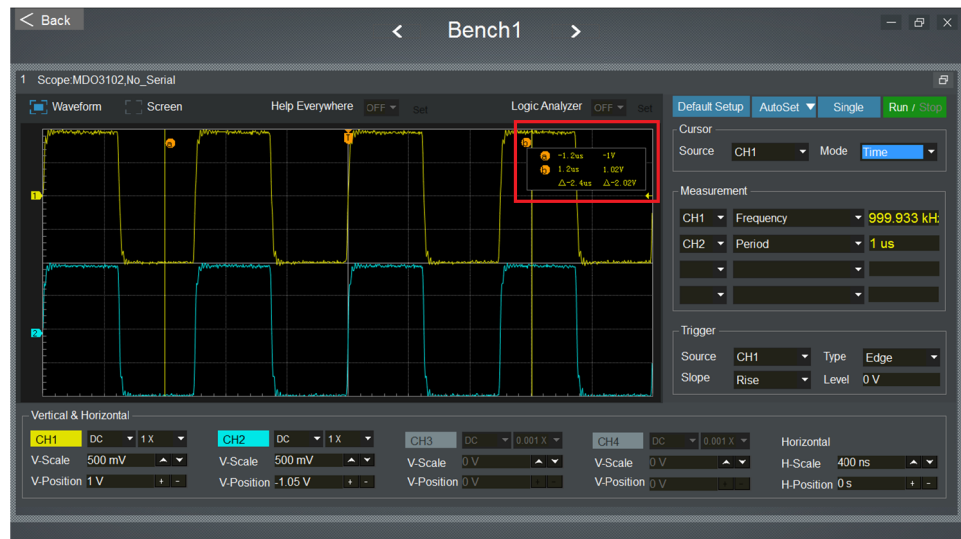 < Back
< Bench1 >
1 Scope:MDO3102,No_Serial
Waveform Screen Help Everywhere OFF Set Logic Analyzer OFF Set
Default Setup AutoSet Single Run / Stop
Cursor
Source CH1 Mode Time
a b
T
a -1.2us -1V
b 1.2us 1.02V
△-2.4us △-2.02V
1
2
Measurement
CH1 Frequency 999.933 kH
CH2 Period 1 us
Trigger
Source CH1 Type Edge
Slope Rise Level 0 V
Vertical & Horizontal
CH1 DC 1 X CH2 DC 1 X CH3 DC 0.001 X CH4 DC 0.001 X Horizontal
V-Scale 500 mV V-Scale 500 mV V-Scale 0 V V-Scale 0 V H-Scale 400 ns
V-Position 1 V + - V-Position -1.05 V + - V-Position 0 V + - V-Position 0 V + - H-Position 0 s + -